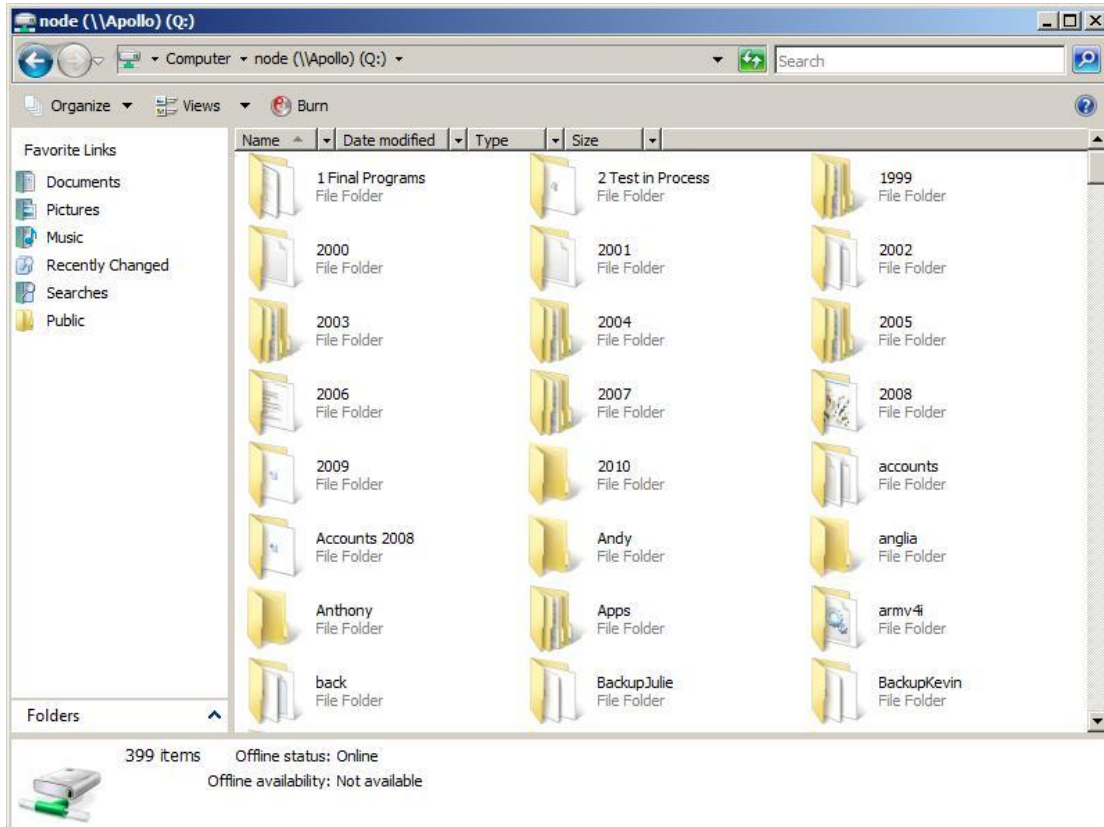 node (\\Apollo) (Q:)
Computer node (\\Apollo) (Q:) Search
Organize Views Burn
Favorite Links
Documents
Pictures
Music
Recently Changed
Searches
Public
Folders
Name Date modified Type Size
1 Final Programs
File Folder
2 Test in Process
File Folder
1999
File Folder
2000
File Folder
2001
File Folder
2002
File Folder
2003
File Folder
2004
File Folder
2005
File Folder
2006
File Folder
2007
File Folder
2008
File Folder
2009
File Folder
2010
File Folder
accounts
File Folder
Accounts 2008
File Folder
Andy
File Folder
anglia
File Folder
Anthony
File Folder
Apps
File Folder
armv4i
File Folder
back
File Folder
BackupJulie
File Folder
BackupKevin
File Folder
399 items Offline status: Online
Offline availability: Not available